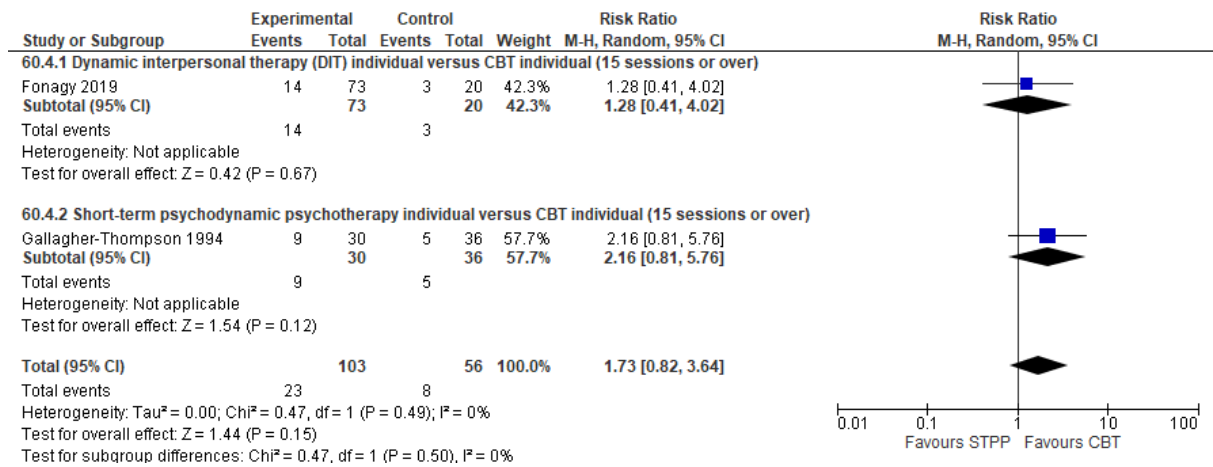 Experimental Control Risk Ratio Risk Ratio
Study or Subgroup Events Total Events Total Weight M-H, Random, 95% CI M-H, Random, 95% CI
60.4.1 Dynamic interpersonal therapy (DIT) individual versus CBT individual (15 sessions or over)
Fonagy 2019 14 73 3 20 42.3% 1.28 [0.41, 4.02]
Subtotal (95% CI) 73 20 42.3% 1.28 [0.41, 4.02]
Total events 14 3
Heterogeneity: Not applicable
Test for overall effect: Z = 0.42 (P = 0.67)
60.4.2 Short-term psychodynamic psychotherapy individual versus CBT individual (15 sessions or over)
Gallagher-Thompson 1994 9 30 5 36 57.7% 2.16 [0.81, 5.76]
Subtotal (95% CI) 30 36 57.7% 2.16 [0.81, 5.76]
Total events 9 5
Heterogeneity: Not applicable
Test for overall effect: Z = 1.54 (P = 0.12)
Total (95% CI) 103 56 100.0% 1.73 [0.82, 3.64]
Total events 23 8
Heterogeneity: Tau² = 0.00; Chi² = 0.47, df = 1 (P = 0.49); I² = 0%
Test for overall effect: Z = 1.44 (P = 0.15)
Test for subgroup differences: Chi² = 0.47, df = 1 (P = 0.50), I² = 0%
0.01 0.1 1 10 100
Favours STPP Favours CBT